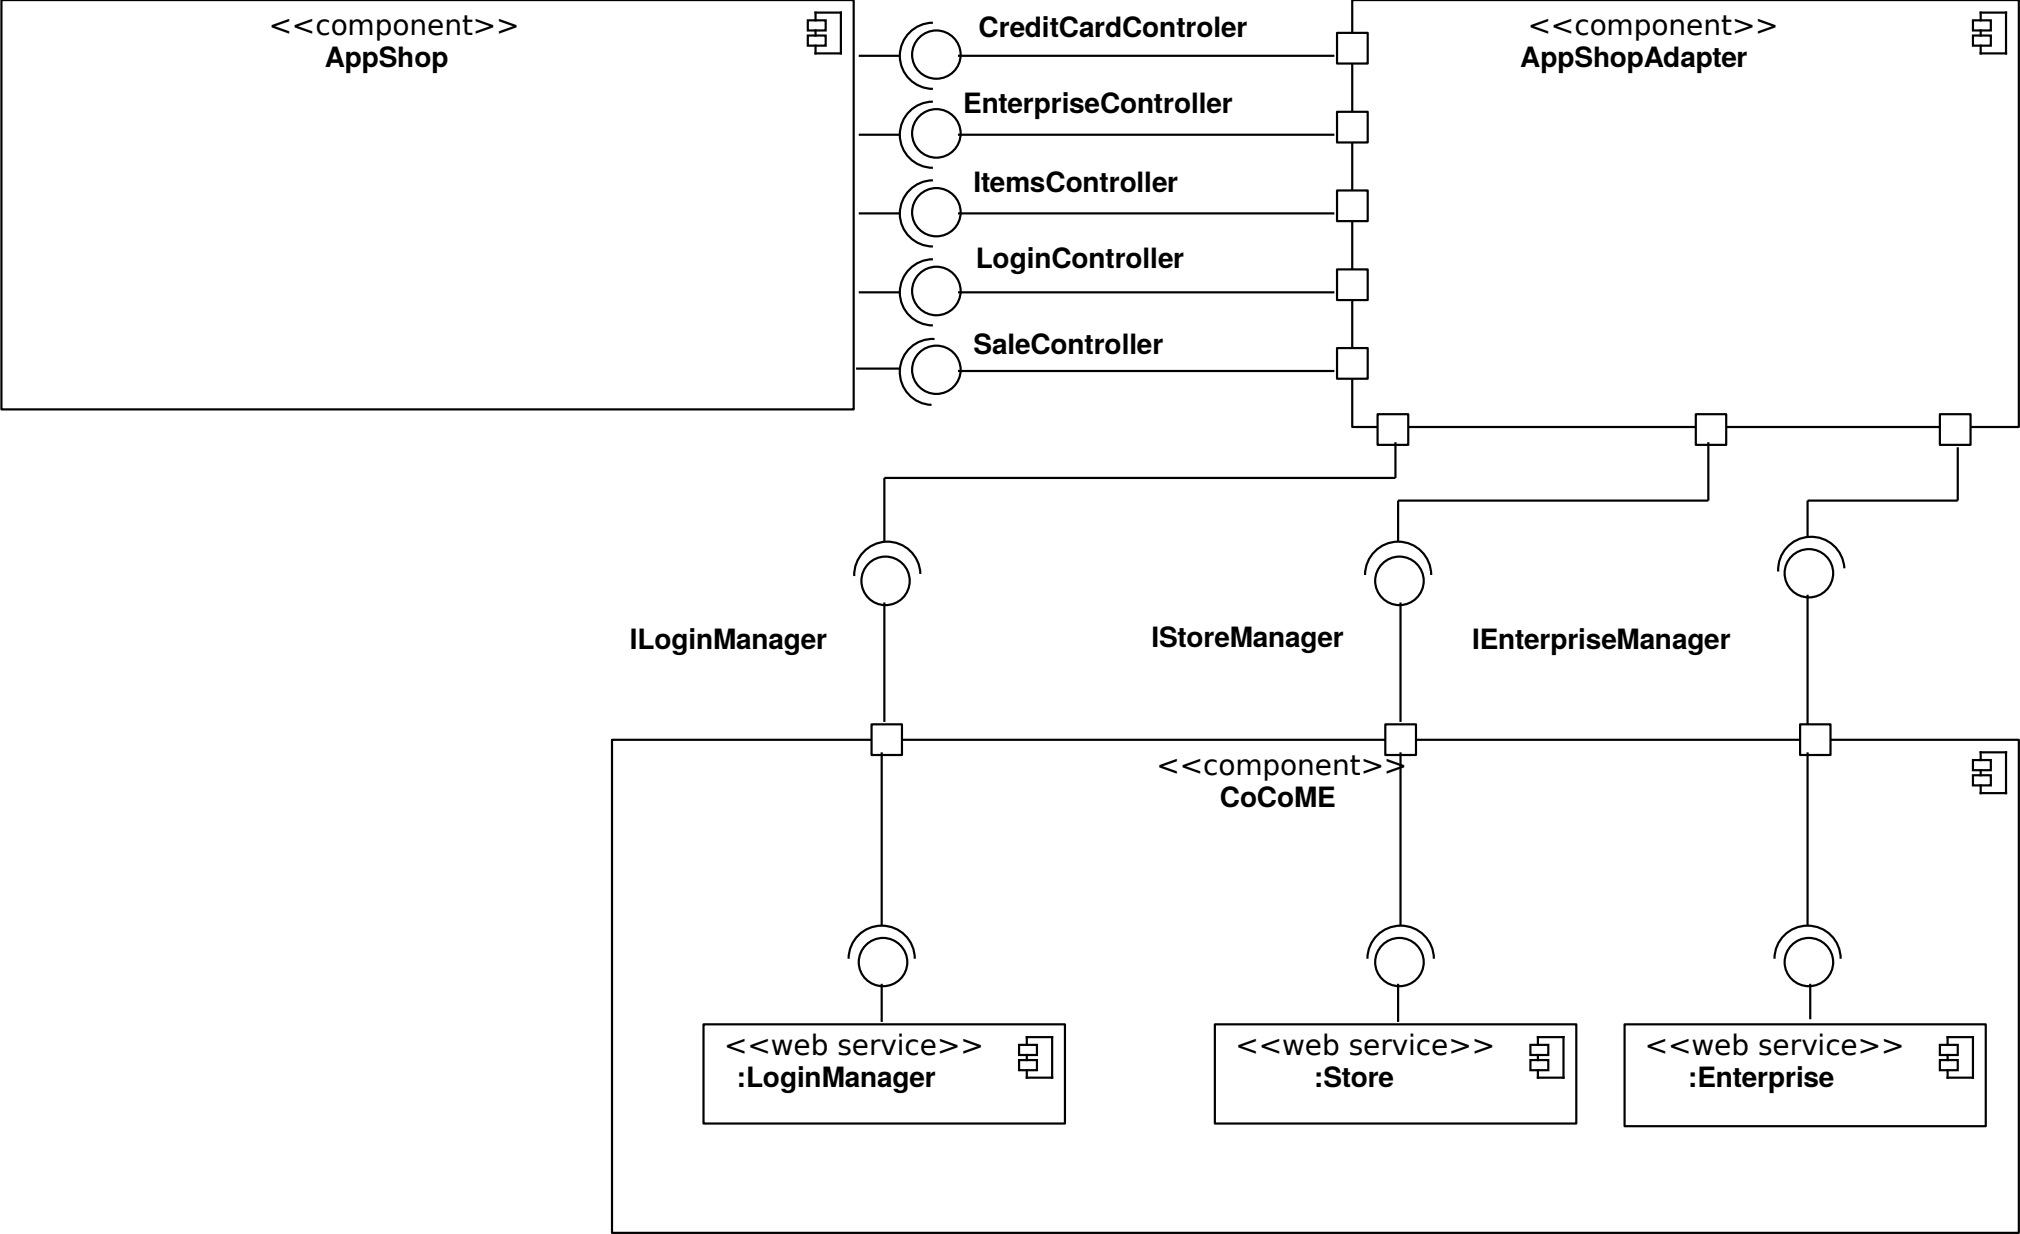 <<component>>
AppShop
CreditCardControler
EnterpriseController
ItemsController
LoginController
SaleController
<<component>>
AppShopAdapter
ILoginManager
IStoreManager
IEnterpriseManager
<<component>>
CoCoME
<<web service>>
:LoginManager
<<web service>>
:Store
<<web service>>
:Enterprise